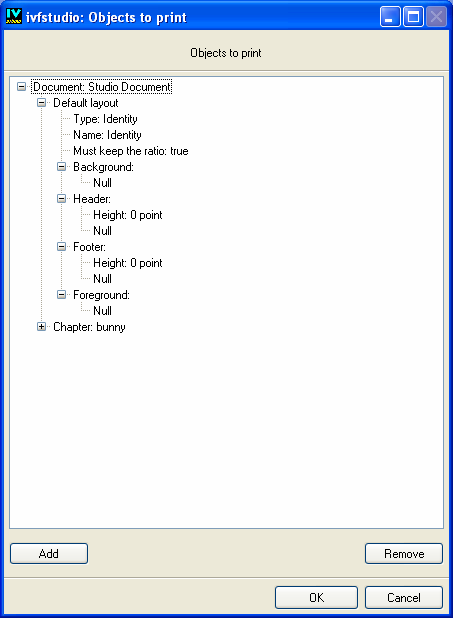 IV STUDIO ivfstudio: Objects to print
Objects to print
Document: Studio Document
Default layout
Type: Identity
Name: Identity
Must keep the ratio: true
Background:
Null
Header:
Height: 0 point
Null
Footer:
Height: 0 point
Null
Foreground:
Null
Chapter: bunny
Add Remove
OK Cancel